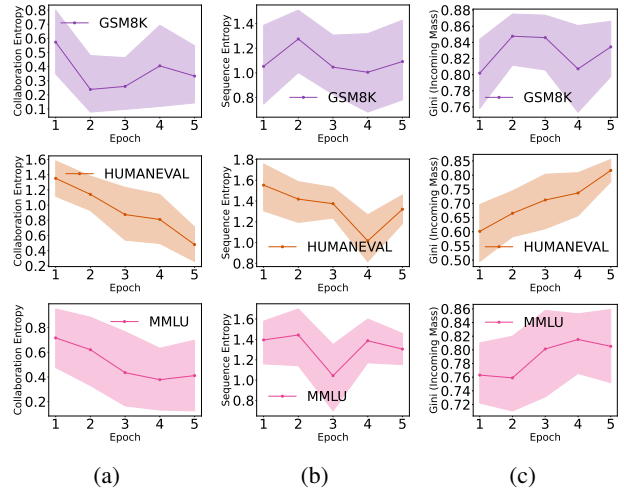 Collaboration Entropy
0.8
0.7
0.6
0.5
0.4
0.3
0.2
0.1
GSM8K
1 2 3 4 5
Epoch
Sequence Entropy
1.4
1.2
1.0
GSM8K
1 2 3 4 5
Epoch
Gini (Incoming Mass)
0.88
0.84
0.80
0.76
GSM8K
1 2 3 4 5
Epoch
Collaboration Entropy
1.6
1.4
1.2
1.0
0.8
0.6
0.4
0.2
HUMANEVAL
1 2 3 4 5
Epoch
Sequence Entropy
1.8
1.6
1.4
1.2
1.0
0.8
HUMANEVAL
1 2 3 4 5
Epoch
Gini (Incoming Mass)
0.85
0.80
0.75
0.70
0.65
0.60
0.55
0.50
HUMANEVAL
1 2 3 4 5
Epoch
Collaboration Entropy
0.8
0.6
0.4
0.2
MMLU
1 2 3 4 5
Epoch
Sequence Entropy
1.6
1.4
1.2
1.0
0.8
MMLU
1 2 3 4 5
Epoch
Gini (Incoming Mass)
0.86
0.84
0.82
0.80
0.78
0.76
0.74
0.72
MMLU
1 2 3 4 5
Epoch
(a) (b) (c)